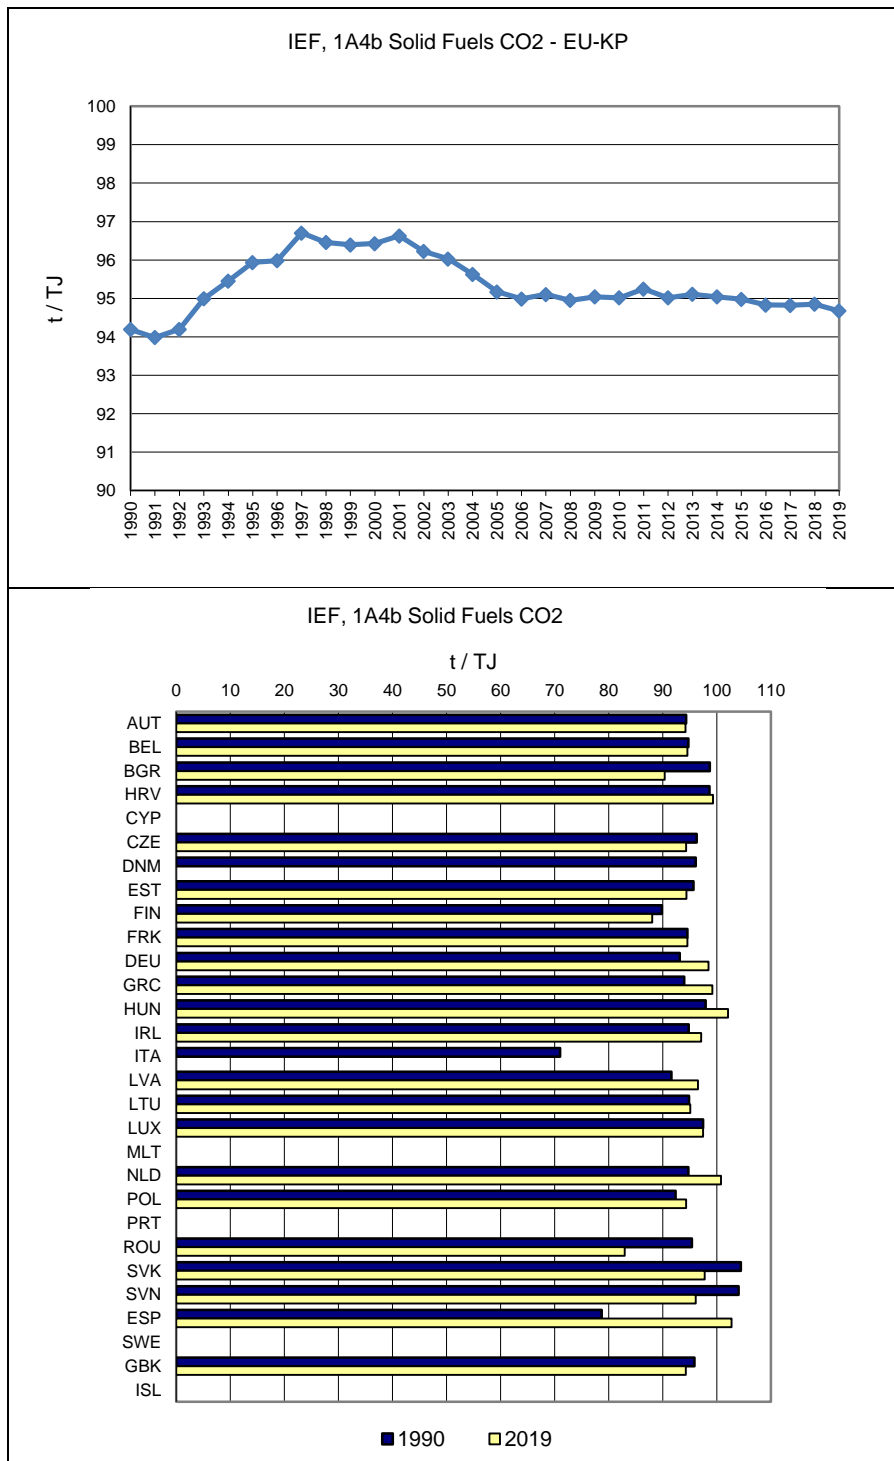 IEF, 1A4b Solid Fuels CO2 - EU-KP
100
99
98
97
96
95
94
93
92
91
90
t / TJ
1990 1991 1992 1993 1994 1995 1996 1997 1998 1999 2000 2001 2002 2003 2004 2005 2006 2007 2008 2009 2010 2011 2012 2013 2014 2015 2016 2017 2018 2019
IEF, 1A4b Solid Fuels CO2
t / TJ
0 10 20 30 40 50 60 70 80 90 100 110
AUT
BEL
BGR
HRV
CYP
CZE
DNM
EST
FIN
FRK
DEU
GRC
HUN
IRL
ITA
LVA
LTU
LUX
MLT
NLD
POL
PRT
ROU
SVK
SVN
ESP
SWE
GBK
ISL
1990 2019